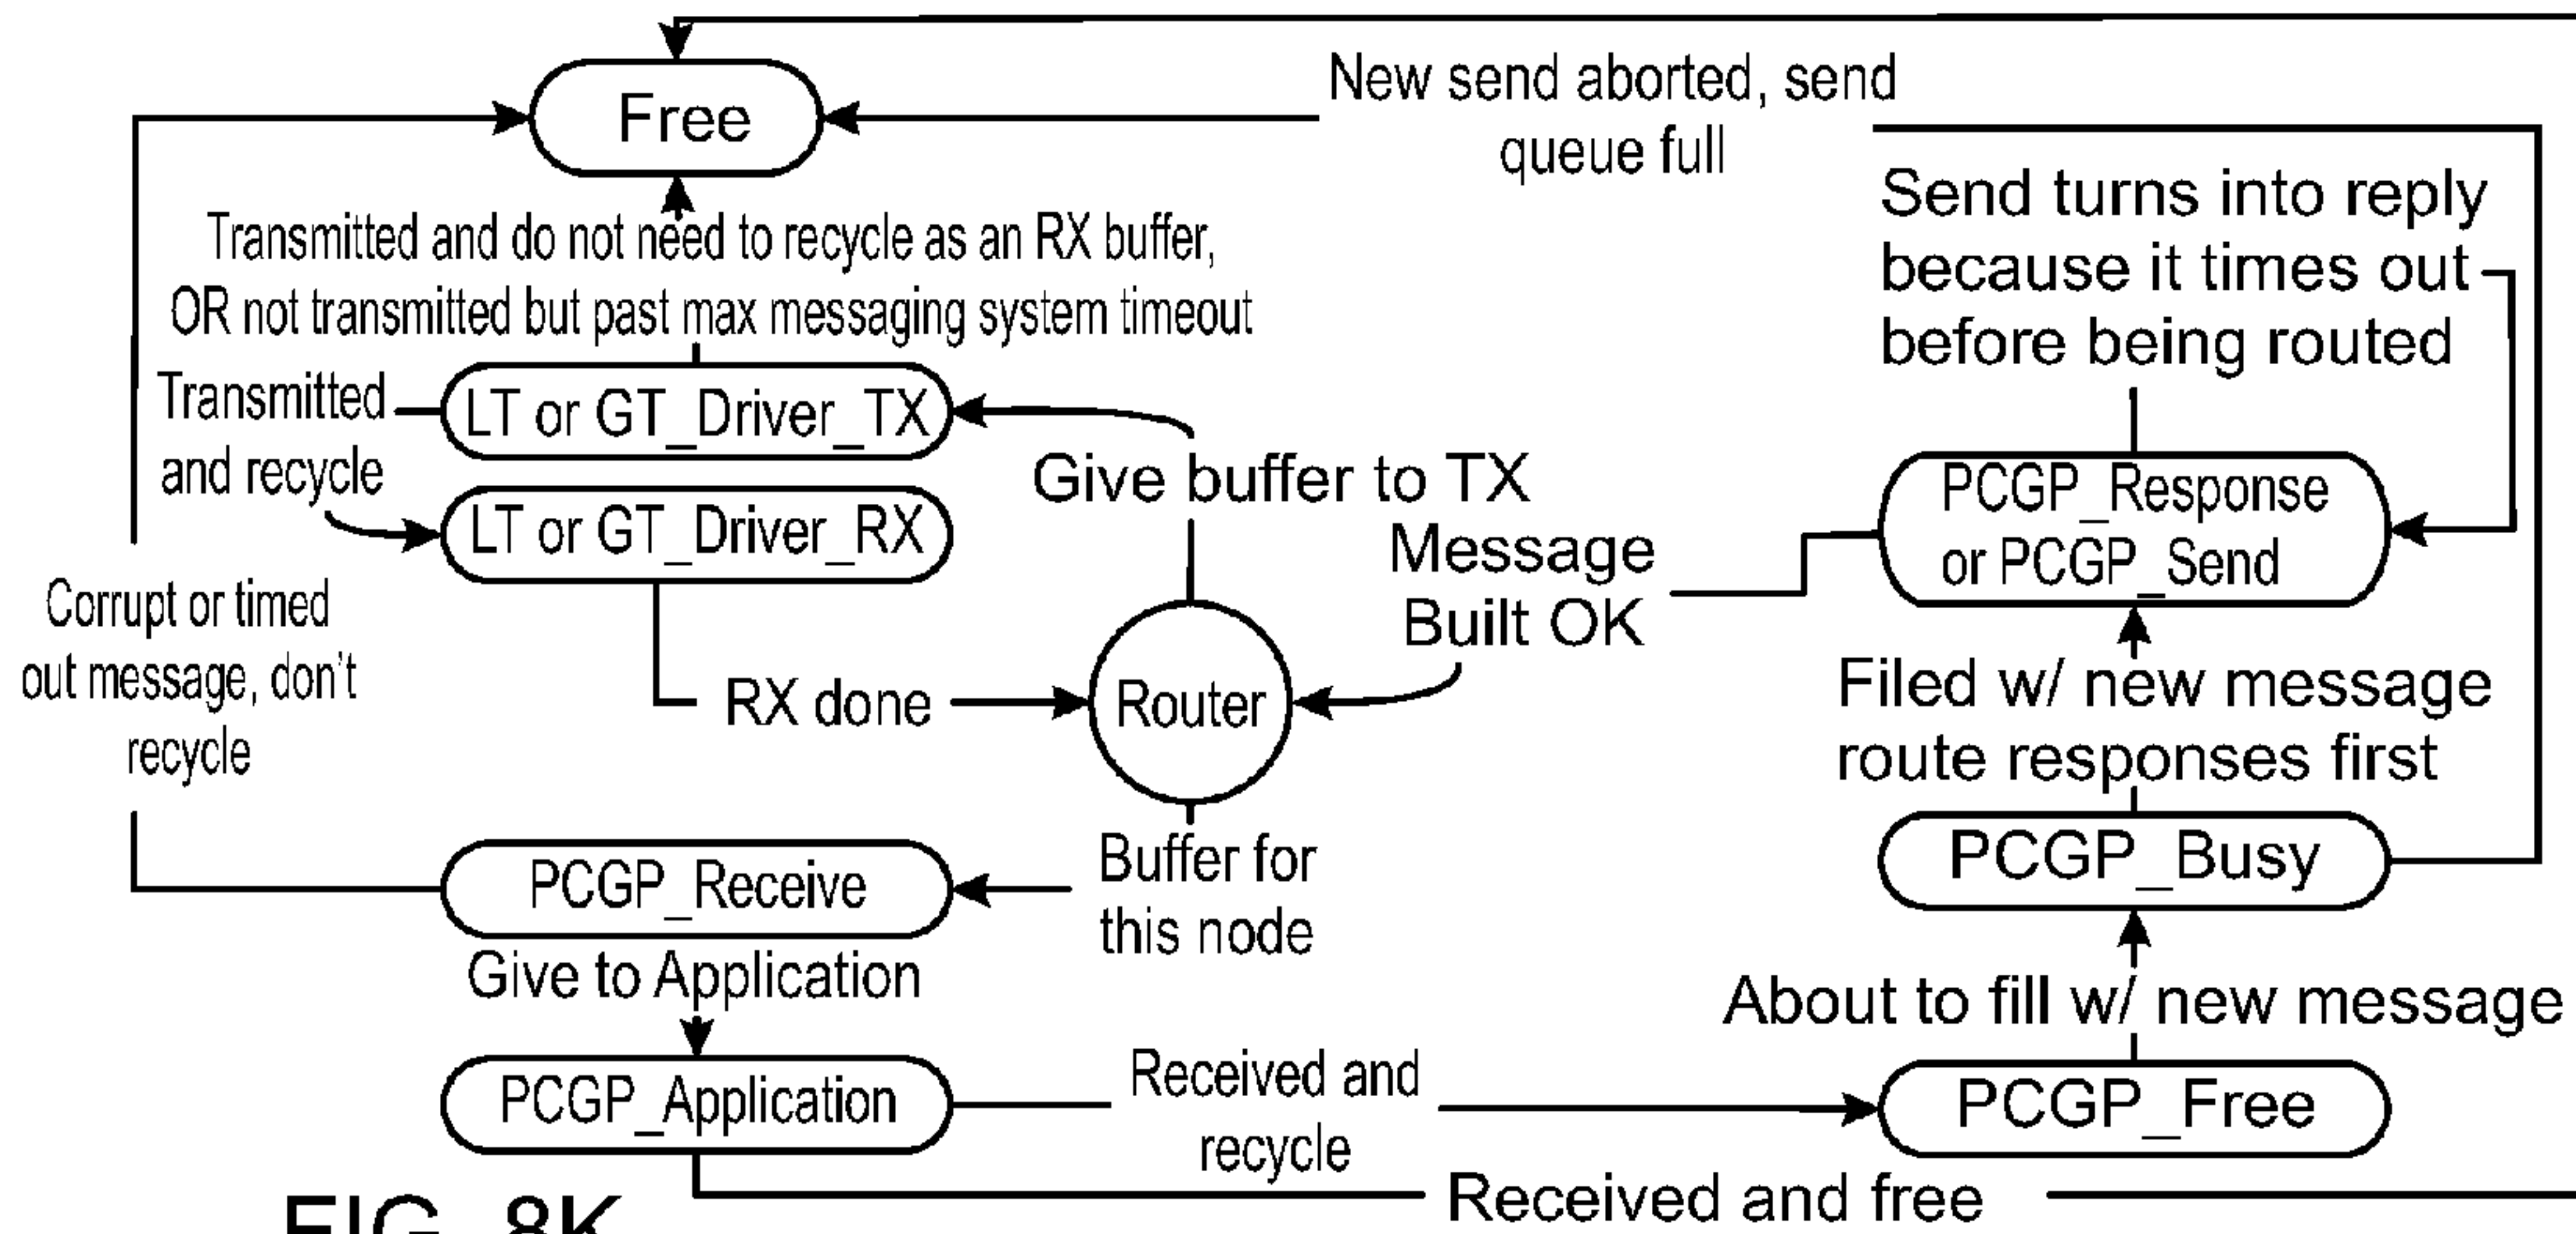 Free
New send aborted, send
queue full
Send turns into reply
because it times out
before being routed
Transmitted and do not need to recycle as an RX buffer,
OR not transmitted but past max messaging system timeout
Transmitted
and recycle
LT or GT_Driver_TX
LT or GT_Driver_RX
Give buffer to TX
Message
Built OK
PCGP_Response
or PCGP_Send
Corrupt or timed
out message, don't
recycle
RX done
Router
Filed w/ new message
route responses first
PCGP_Receive
Buffer for
this node
PCGP_Busy
Give to Application
About to fill w/ new message
PCGP_Application
Received and
recycle
PCGP_Free
Received and free
FIG. 8K